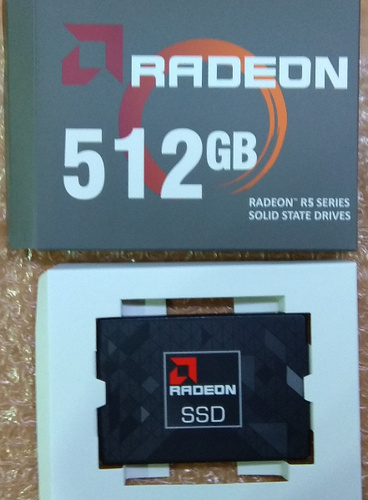 RADEON
512GB
RADEON™ R5 SERIES
SOLID STATE DRIVES
RADEON
SSD